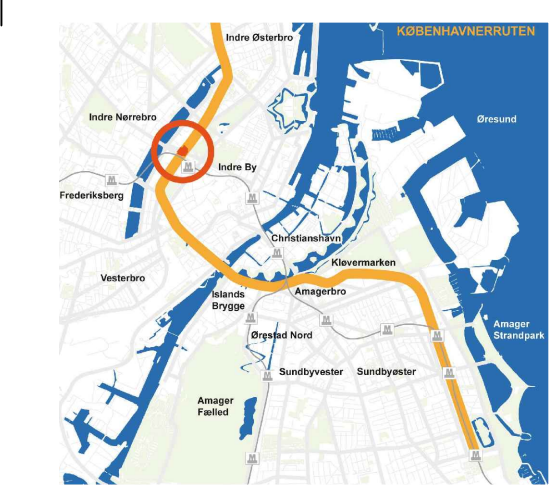 KØBENHAVNERRUTEN
Indre Østerbro
Indre Nørrebro
Øresund
Indre By
Frederiksberg
Christianshavn
Kløvermarken
Vesterbro
Islands
Brygge
Amagerbro
Amager
Strandpark
Ørestad Nord
Sundbyvester
Sundbyøster
Amager
Fælled